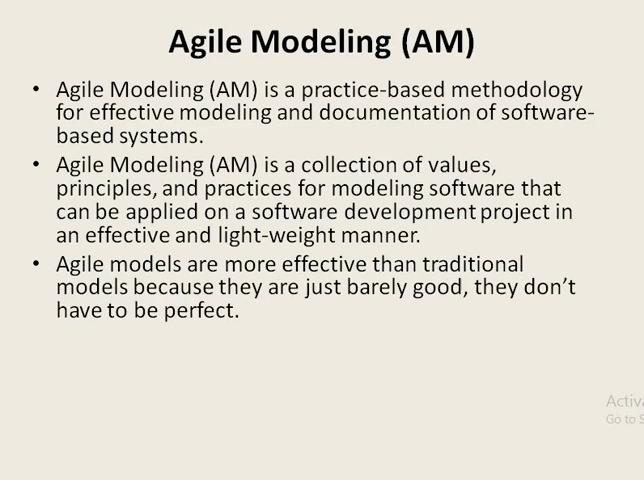 Agile Modeling (AM)
• Agile Modeling (AM) is a practice-based methodology
for effective modeling and documentation of software-
based systems.
• Agile Modeling (AM) is a collection of values,
principles, and practices for modeling software that
can be applied on a software development project in
an effective and light-weight manner.
• Agile models are more effective than traditional
models because they are just barely good, they don’t
have to be perfect.
Activa
Go to S